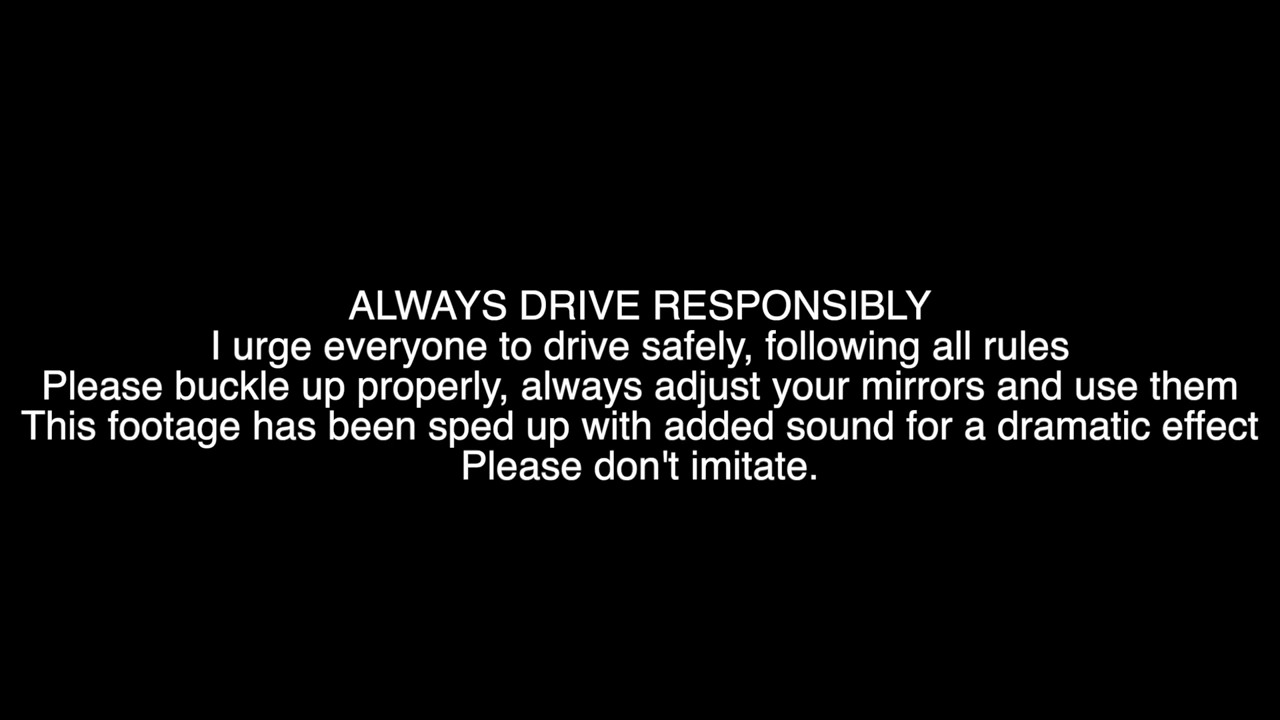 ALWAYS DRIVE RESPONSIBLY
I urge everyone to drive safely, following all rules
Please buckle up properly, always adjust your mirrors and use them
This footage has been sped up with added sound for a dramatic effect
Please don't imitate.